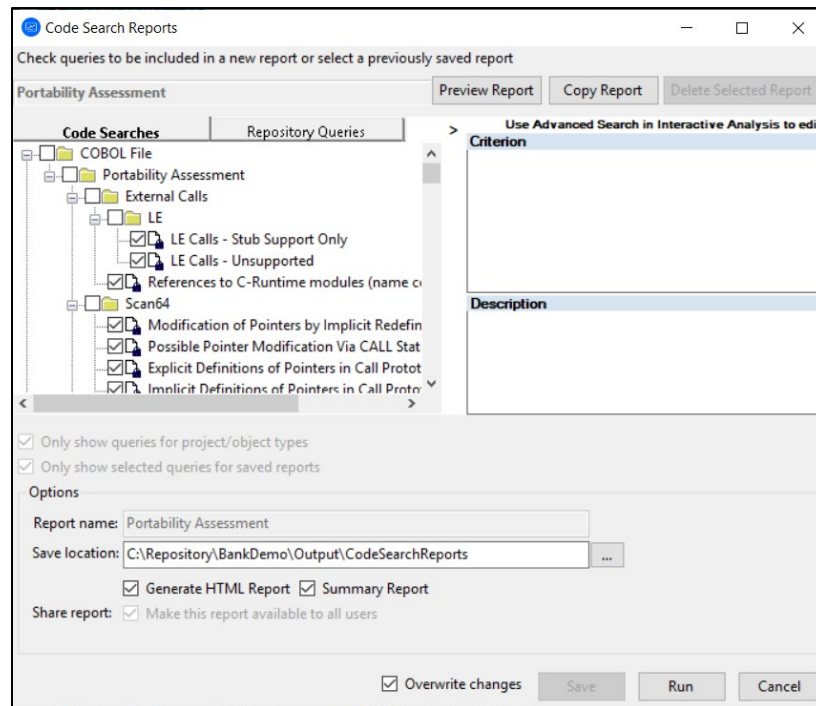 Code Search Reports
Check queries to be included in a new report or select a previously saved report
Portability Assessment
Preview Report
Copy Report
Delete Selected Report
Code Searches
Repository Queries
>
Use Advanced Search in Interactive Analysis to edi
Criterion
COBOL File
Portability Assessment
External Calls
LE
LE Calls - Stub Support Only
LE Calls - Unsupported
References to C-Runtime modules (name c
Scan64
Modification of Pointers by Implicit Redefin
Possible Pointer Modification Via CALL Stat
Explicit Definitions of Pointers in Call Protot
Implicit Definitions of Pointers in Call Proto
Description
Only show queries for project/object types
Only show selected queries for saved reports
Options
Report name: Portability Assessment
Save location: C:\Repository\BankDemo\Output\CodeSearchReports
...
Generate HTML Report Summary Report
Share report: Make this report available to all users
Overwrite changes
Save
Run
Cancel